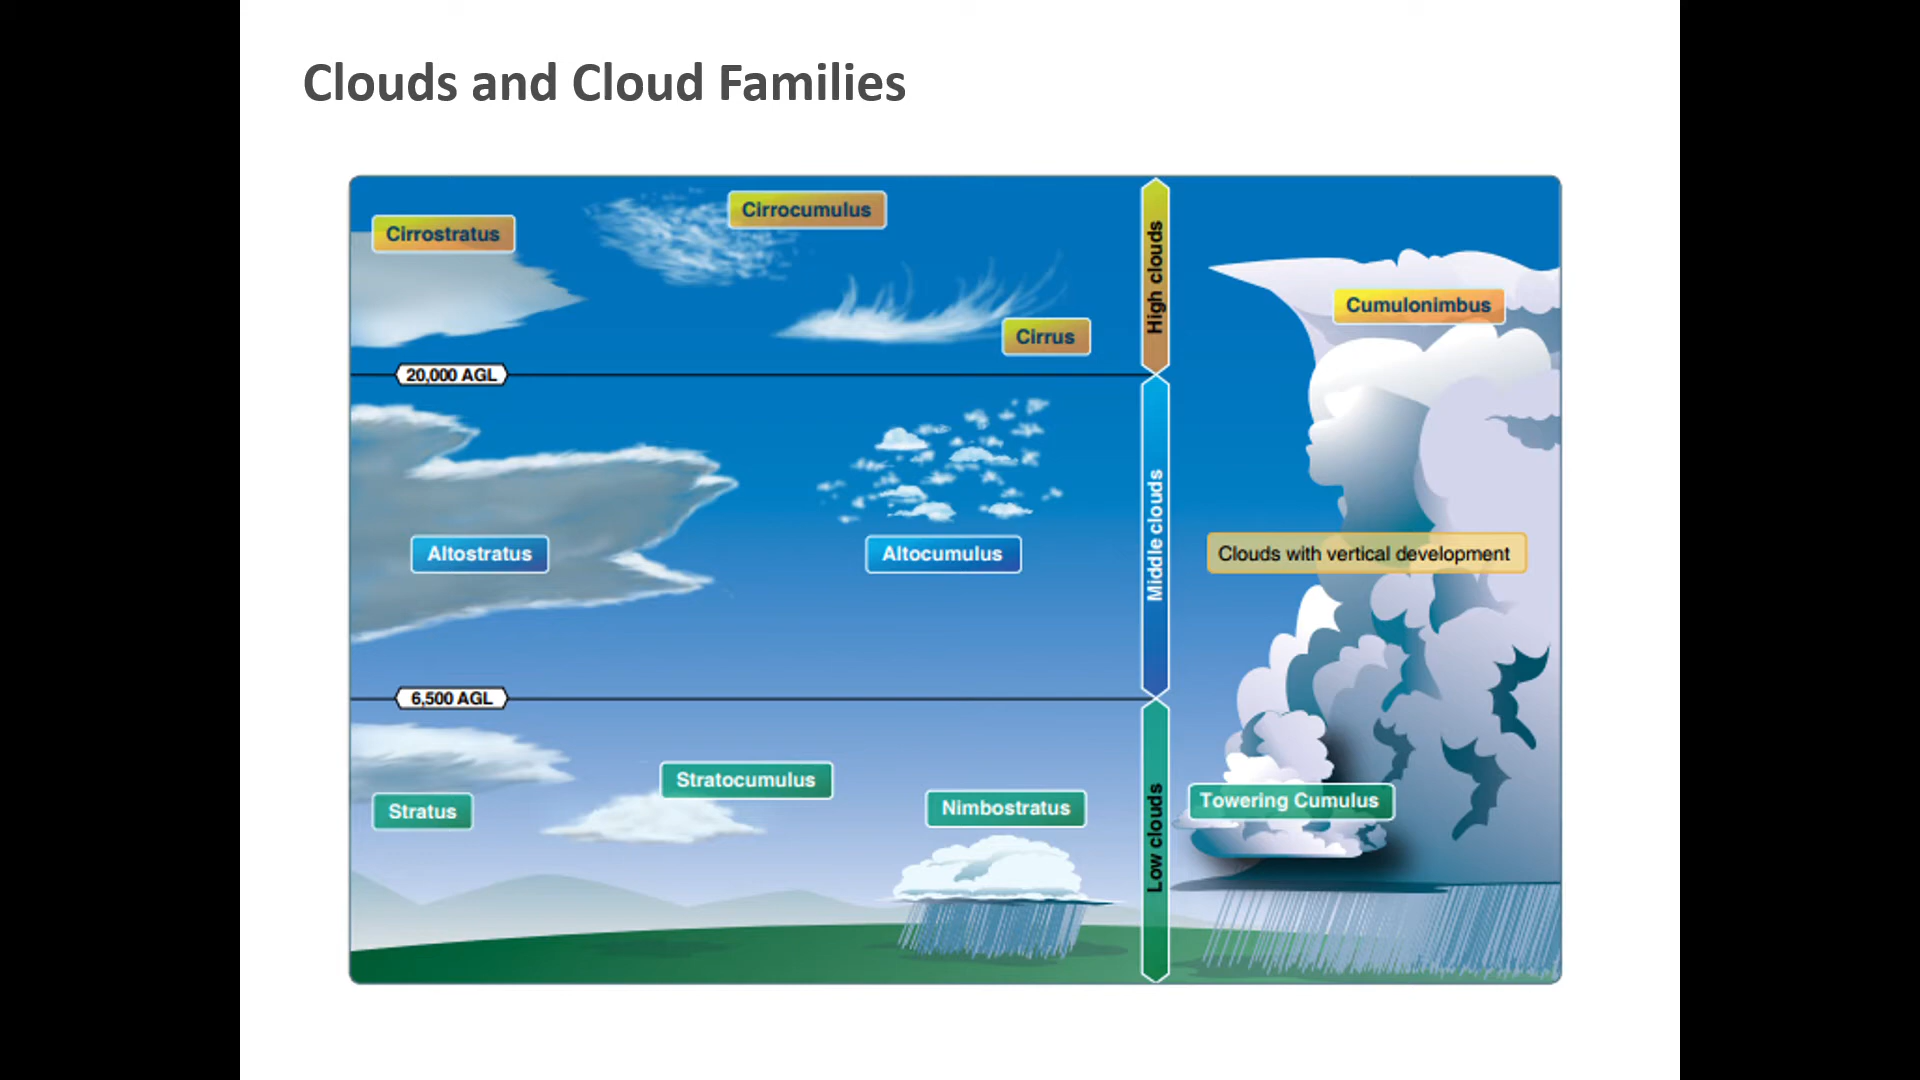 Clouds and Cloud Families
Cirrocumulus
Cirrostratus
High clouds
Cumulonimbus
Cirrus
20,000 AGL
Middle clouds
Altostratus
Altocumulus
Clouds with vertical development
6,500 AGL
Stratocumulus
Stratus
Nimbostratus
Low clouds
Towering Cumulus